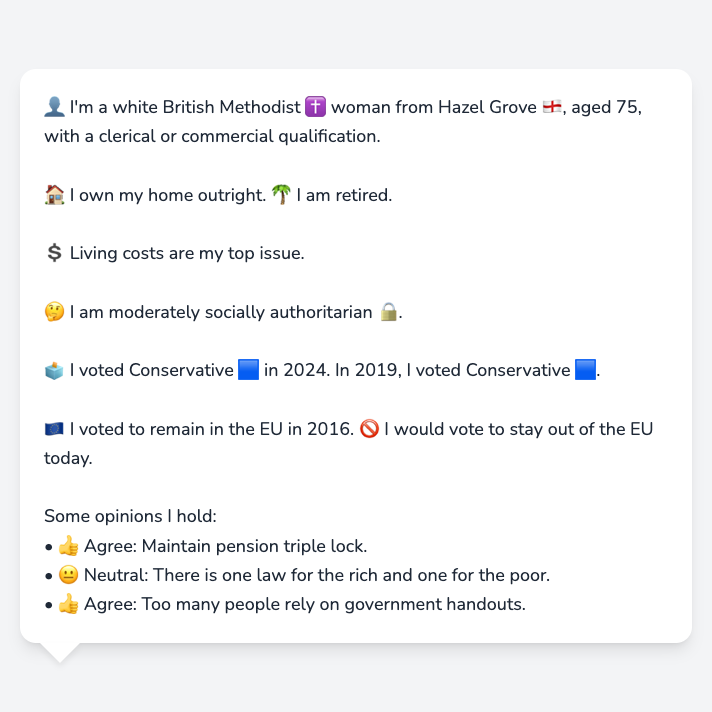 👤 I'm a white British Methodist ✝️ woman from Hazel Grove 🏴󠁧󠁢󠁥󠁮󠁧󠁿, aged 75,
with a clerical or commercial qualification.
🏠 I own my home outright. 🌴 I am retired.
💲 Living costs are my top issue.
🤔 I am moderately socially authoritarian 🔒.
🗳️ I voted Conservative 🟦 in 2024. In 2019, I voted Conservative 🟦.
🇪🇺 I voted to remain in the EU in 2016. 🚫 I would vote to stay out of the EU
today.
Some opinions I hold:
• 👍 Agree: Maintain pension triple lock.
• 😐 Neutral: There is one law for the rich and one for the poor.
• 👍 Agree: Too many people rely on government handouts.